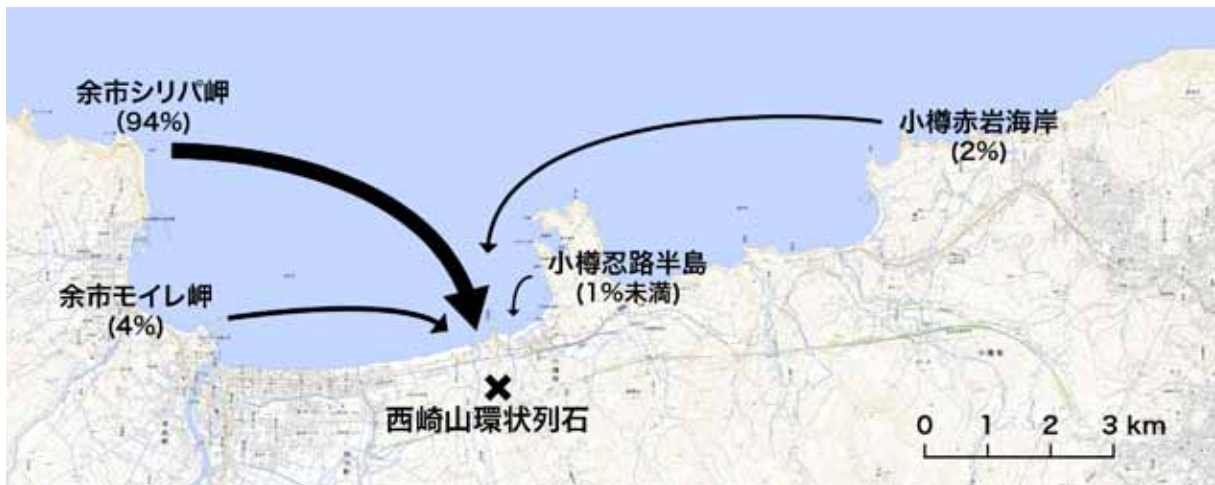 余市シリパ岬
(94%)
小樽赤岩海岸
(2%)
小樽忍路半島
(1%未満)
余市モイレ岬
(4%)
西崎山環状列石
0 1 2 3 km